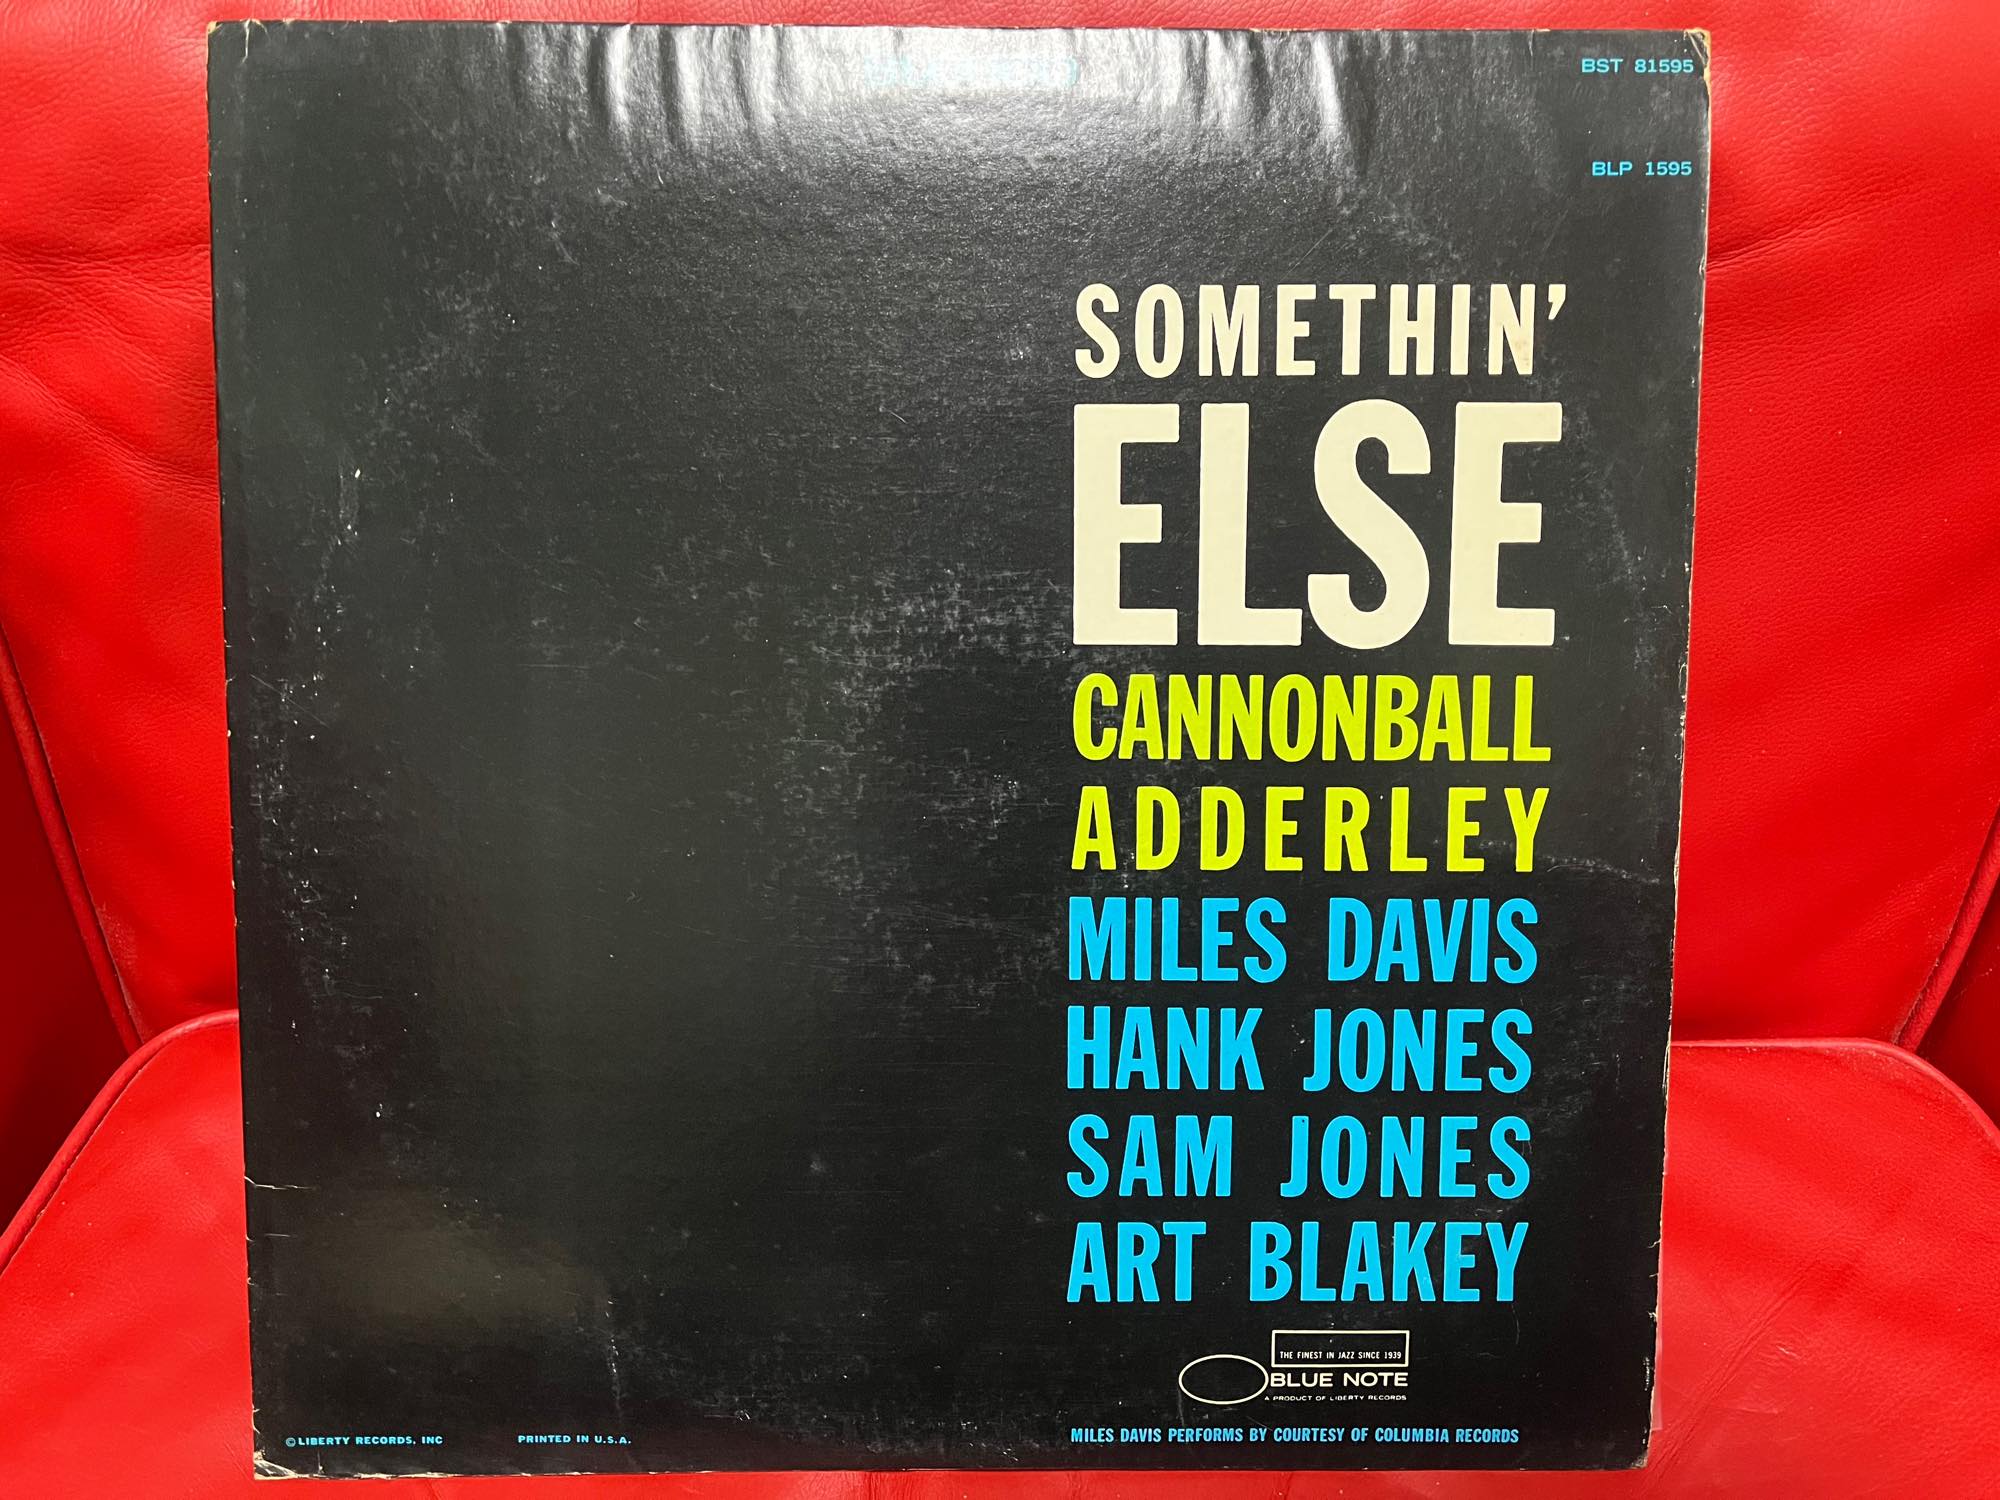 BST 81595
BLP 1595
SOMETHIN’
ELSE
CANNONBALL
ADDERLEY
MILES DAVIS
HANK JONES
SAM JONES
ART BLAKEY
THE FINEST IN JAZZ SINCE 1939
BLUE NOTE
A PRODUCT OF LIBERTY RECORDS
©LIBERTY RECORDS, INC PRINTED IN U.S.A. MILES DAVIS PERFORMS BY COURTESY OF COLUMBIA RECORDS